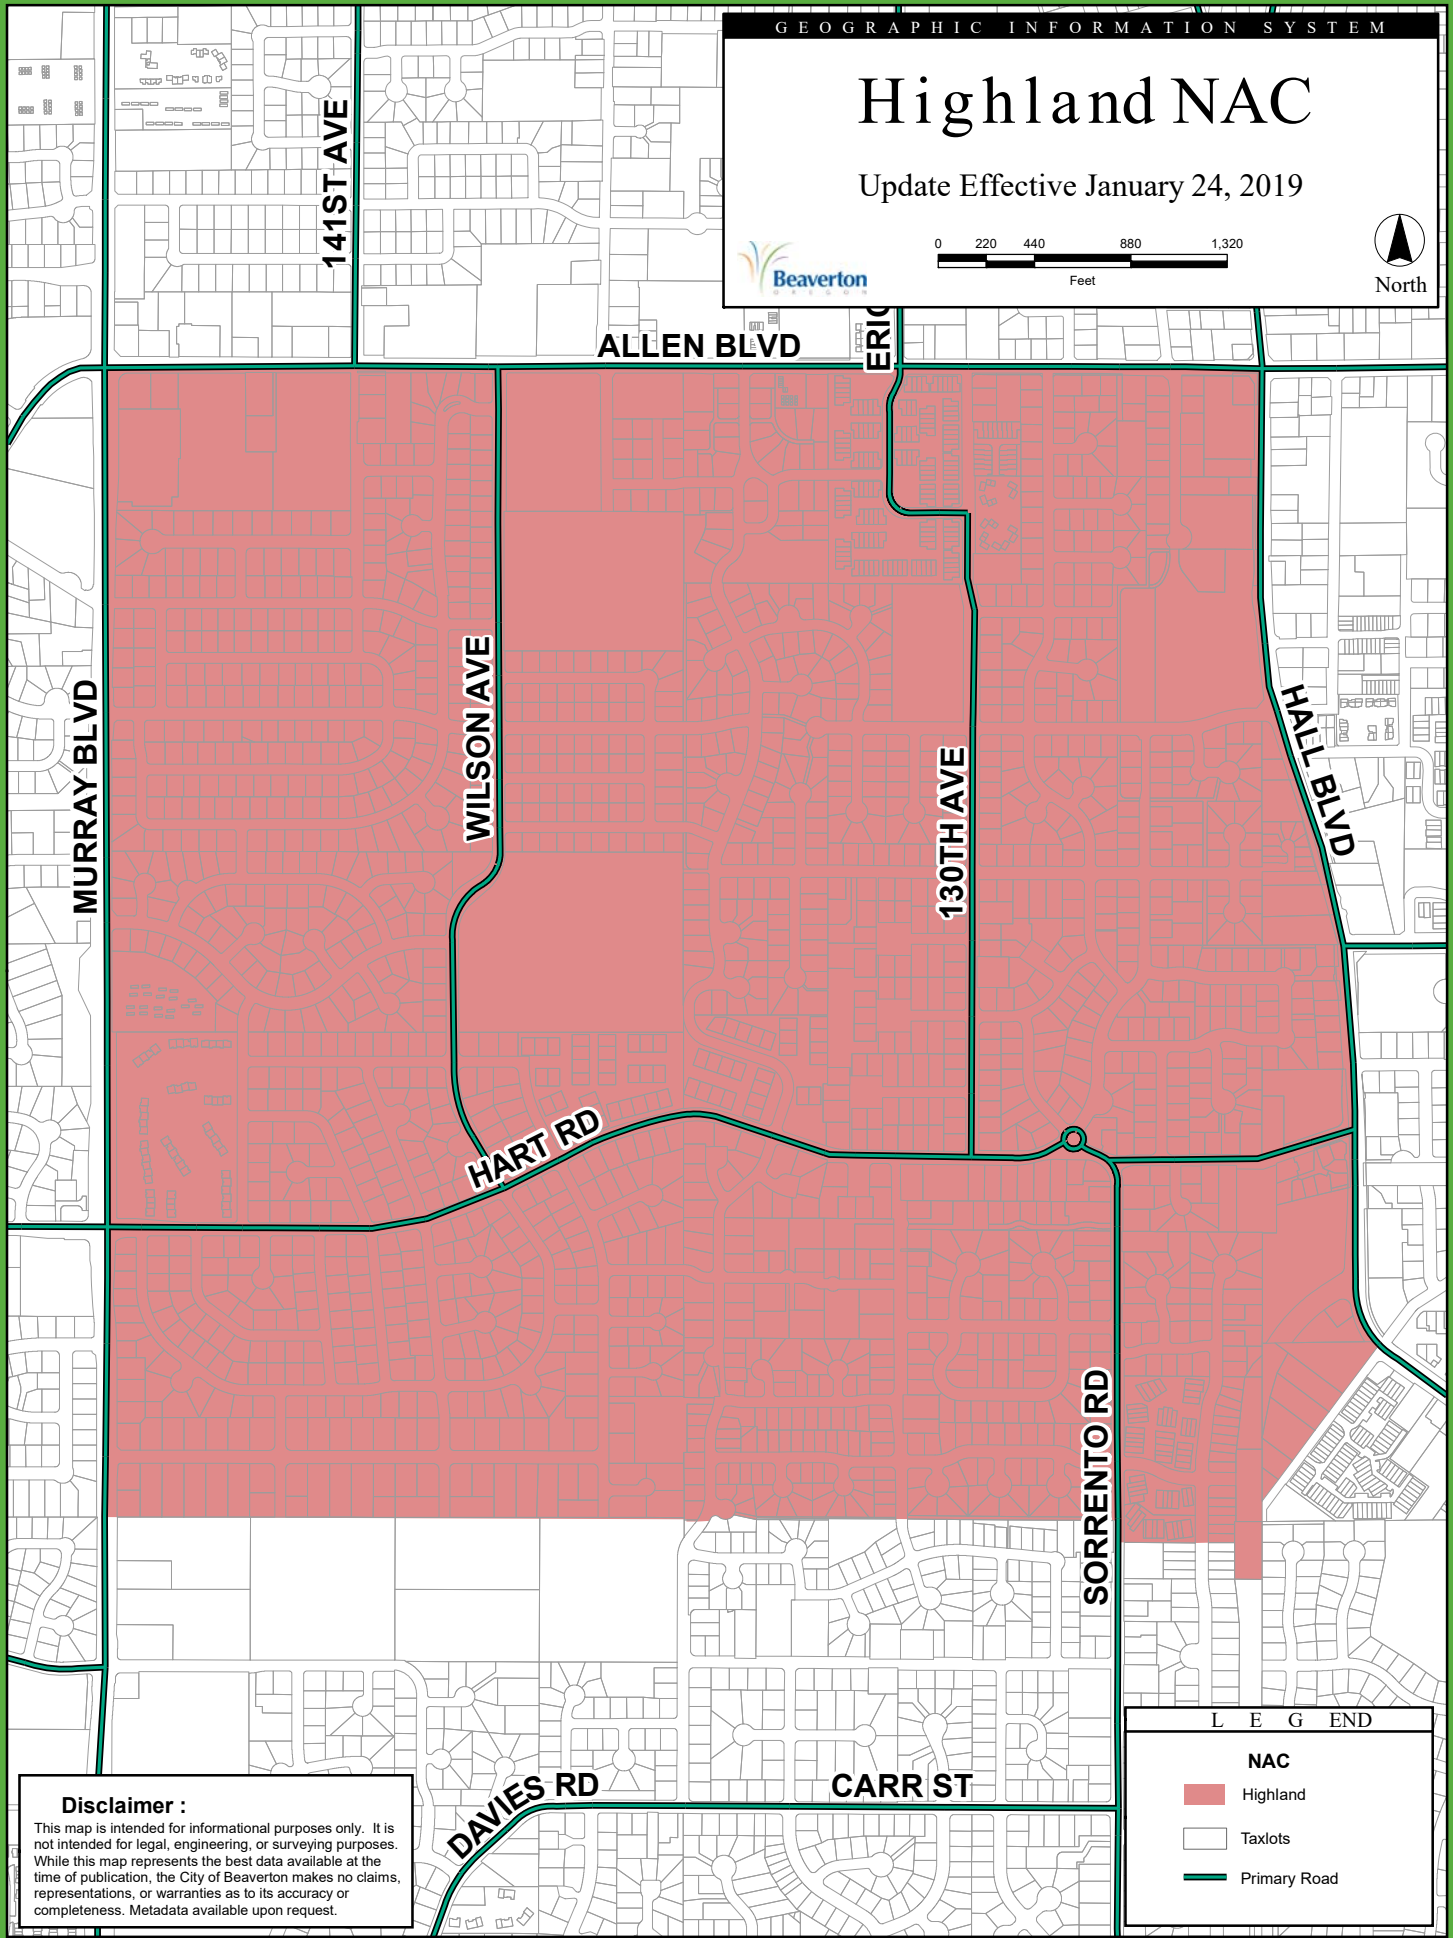 GEOGRAPHIC INFORMATION SYSTEM
Highland NAC
Update Effective January 24, 2019
0 220 440 880 1,320
Feet
Beaverton
OREGON
North
141ST AVE
ALLEN BLVD
ERIC
MURRAY BLVD
WILSON AVE
130TH AVE
HALL BLVD
HART RD
SORRENTO RD
DAVIES RD
CARR ST
Disclaimer :
This map is intended for informational purposes only. It is
not intended for legal, engineering, or surveying purposes.
While this map represents the best data available at the
time of publication, the City of Beaverton makes no claims,
representations, or warranties as to its accuracy or
completeness. Metadata available upon request.
LEGEND
NAC
Highland
Taxlots
Primary Road